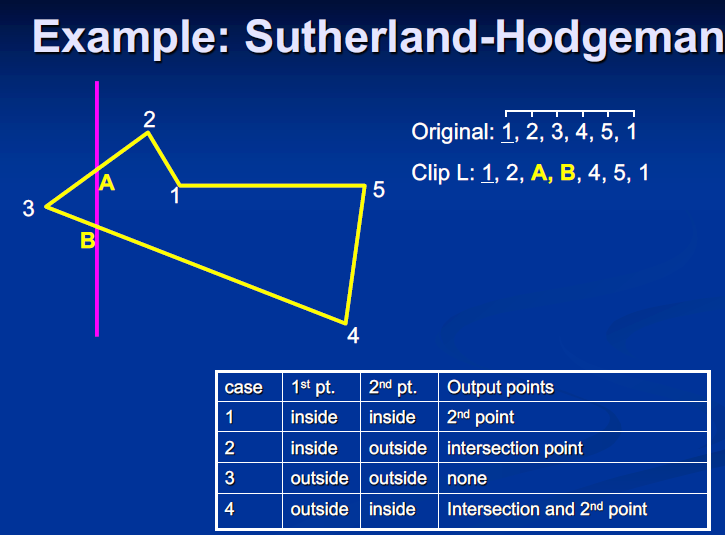 Example: Sutherland-Hodgeman
2
Original: 1, 2, 3, 4, 5, 1
Clip L: 1, 2, A, B, 4, 5, 1
A
1
5
3
B
4
case 1st pt. 2nd pt. Output points
1 inside inside 2nd point
2 inside outside intersection point
3 outside outside none
4 outside inside Intersection and 2nd point